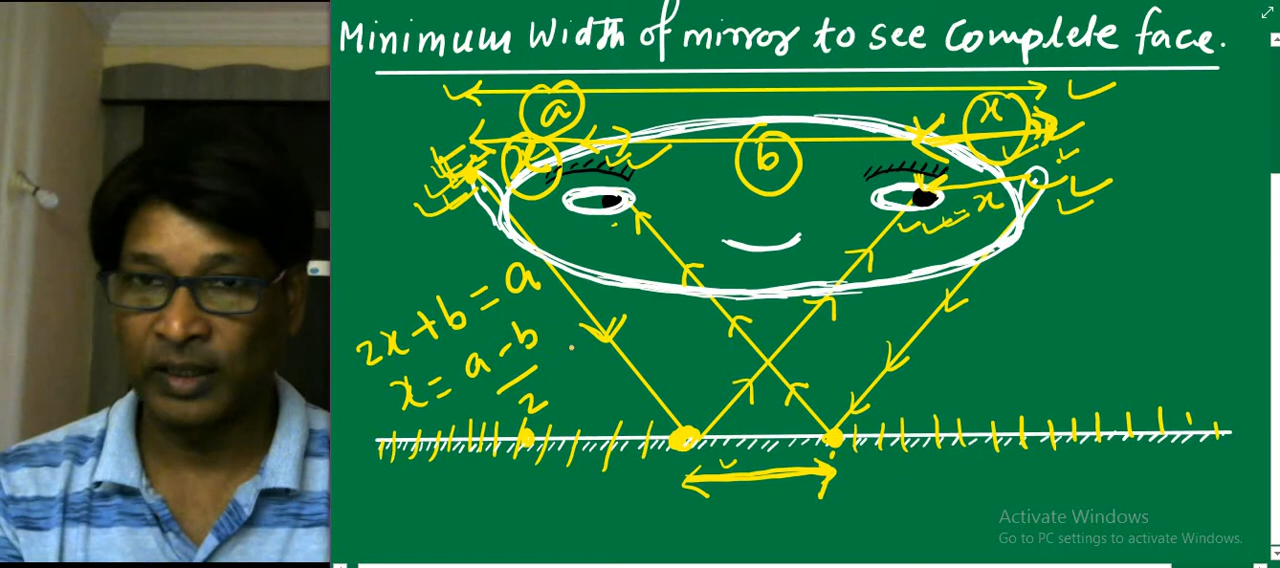 Minimum Width of mirror to see Complete face.
a
x
x
b
= x
2x+b=a
x = a-b
2
Activate Windows
Go to PC settings to activate Windows.